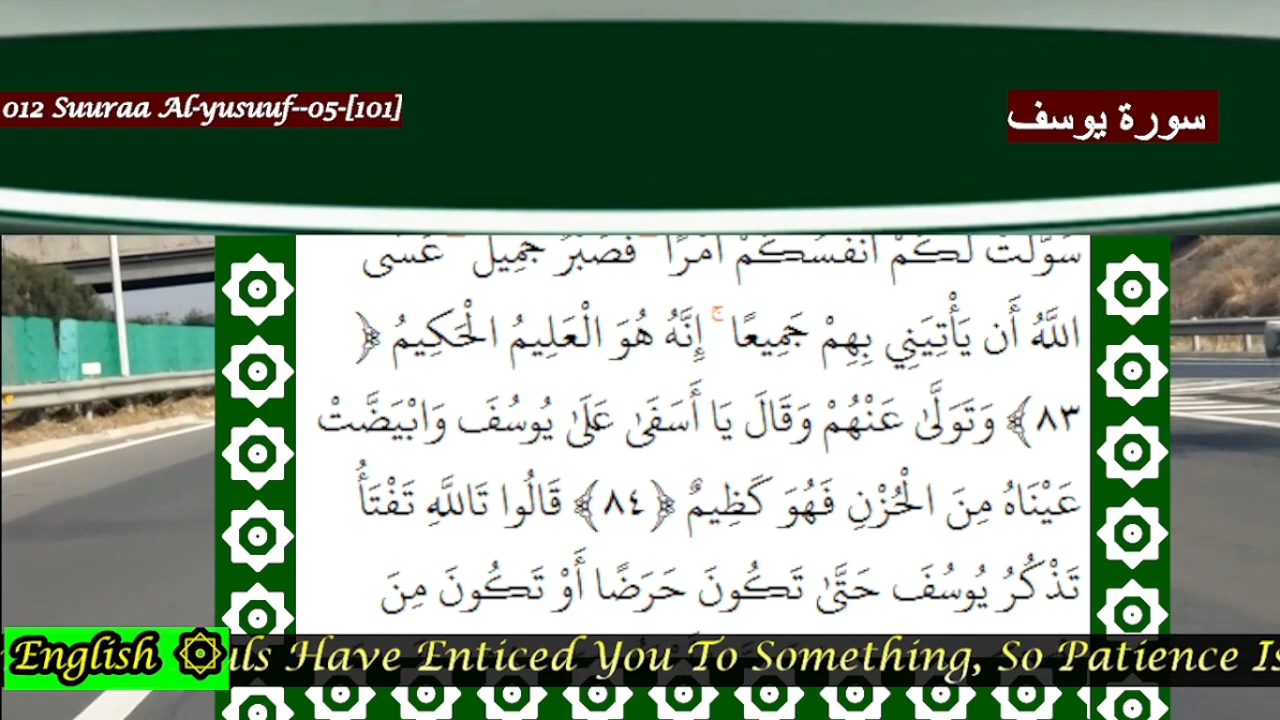 012 Suuraa Al-yusuuf--05-[101]
سورة يوسف
سَوَّلَتْ لَكُمْ أَنفُسُكُمْ أَمْرًا ۖ فَصَبْرٌ جَمِيلٌ ۖ عَسَى
اللَّهُ أَن يَأْتِيَنِي بِهِمْ جَمِيعًا ۚ إِنَّهُ هُوَ الْعَلِيمُ الْحَكِيمُ ﴿
٨٣﴾ وَتَوَلَّىٰ عَنْهُمْ وَقَالَ يَا أَسَفَىٰ عَلَىٰ يُوسُفَ وَابْيَضَّتْ
عَيْنَاهُ مِنَ الْحُزْنِ فَهُوَ كَظِيمٌ ﴿٨٤﴾ قَالُوا تَاللَّهِ تَفْتَأُ
تَذْكُرُ يُوسُفَ حَتَّىٰ تَكُونَ حَرَضًا أَوْ تَكُونَ مِنَ
English uls Have Enticed You To Something, So Patience Is